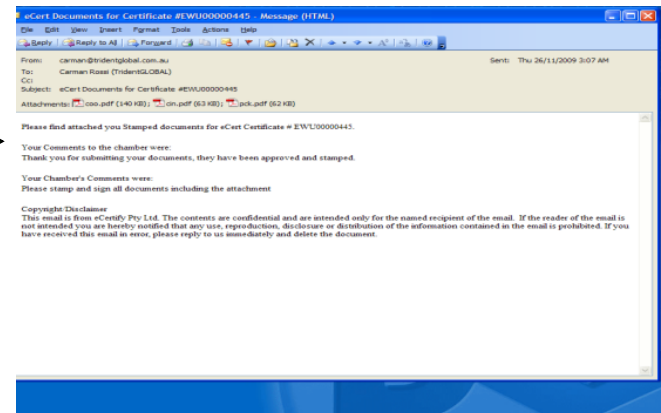 eCert Documents for Certificate #EWU00000445 - Message (HTML)
File Edit View Insert Format Tools Actions Help
Reply Reply to All Forward
From: carman@tridentglobal.com.au Sent: Thu 26/11/2009 3:07 AM
To: Carman Rossi (TridentGLOBAL)
Cc:
Subject: eCert Documents for Certificate #EWU00000445
Attachments: coo.pdf (140 KB); cin.pdf (63 KB); pck.pdf (62 KB)
Please find attached you Stamped documents for eCert Certificate # EWU00000445.
Your Comments to the chamber were:
Thank you for submitting your documents, they have been approved and stamped.
Your Chamber's Comments were:
Please stamp and sign all documents including the attachment
Copyright/Disclaimer
This email is from eCertify Pty Ltd. The contents are confidential and are intended only for the named recipient of the email. If the reader of the email is
not intended you are hereby notified that any use, reproduction, disclosure or distribution of the information contained in the email is prohibited. If you
have received this email in error, please reply to us immediately and delete the document.